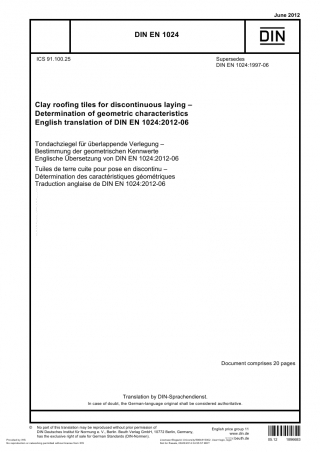 June 2012
DIN EN 1024
DIN
ICS 91.100.25
Supersedes
DIN EN 1024:1997-06
Clay roofing tiles for discontinuous laying –
Determination of geometric characteristics
English translation of DIN EN 1024:2012-06
Tondachziegel für überlappende Verlegung –
Bestimmung der geometrischen Kennwerte
Englische Übersetzung von DIN EN 1024:2012-06
Tuiles de terre cuite pour pose en discontinu –
Détermination des caractéristiques géométriques
Traduction anglaise de DIN EN 1024:2012-06
Document comprises 20 pages
Translation by DIN-Sprachendienst.
In case of doubt, the German-language original shall be considered authoritative.
© No part of this translation may be reproduced without prior permission of
DIN Deutsches Institut für Normung e. V., Berlin. Beuth Verlag GmbH, 10772 Berlin, Germany,
has the exclusive right of sale for German Standards (DIN-Normen).
English price group 11
www.din.de
www.beuth.de